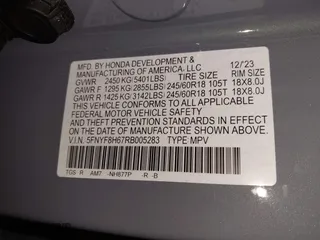 MFD. BY HONDA DEVELOPMENT & 12/23
MANUFACTURING OF AMERICA, LLC
GVWR 2450 KG(5401LBS) TIRE SIZE RIM SIZE
GAWR F 1295 KG(2855LBS) 245/60R18 105T 18X8.0J
GAWR R 1425 KG(3142LBS) 245/60R18 105T 18X8.0J
THIS VEHICLE CONFORMS TO ALL APPLICABLE
FEDERAL MOTOR VEHICLE SAFETY, BUMPER,
AND THEFT PREVENTION STANDARDS IN EFFECT
ON THE DATE OF MANUFACTURE SHOWN ABOVE.
V.I.N. 5FNYF8H67RB005283 TYPE MPV
TGS -R AMT -NH877P -R -B